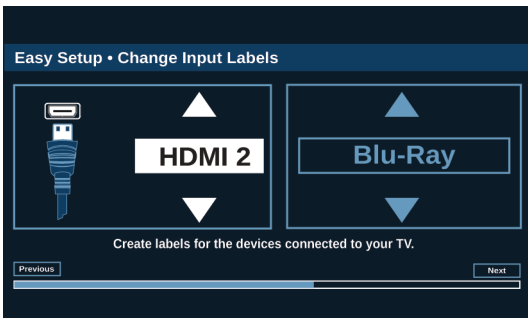 Easy Setup • Change Input Labels
HDMI 2
Blu-Ray
Create labels for the devices connected to your TV.
Previous
Next